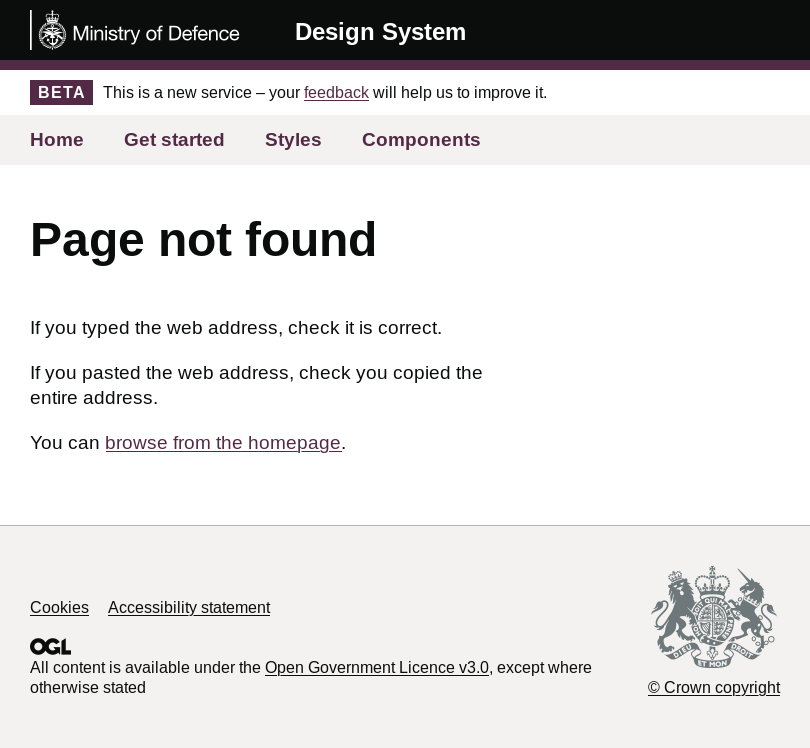 Ministry of Defence
Design System
BETA This is a new service – your feedback will help us to improve it.
Home Get started Styles Components
Page not found
If you typed the web address, check it is correct.
If you pasted the web address, check you copied the
entire address.
You can browse from the homepage.
Cookies Accessibility statement
OGL
All content is available under the Open Government Licence v3.0, except where
otherwise stated
DIEU ET MON DROIT
© Crown copyright